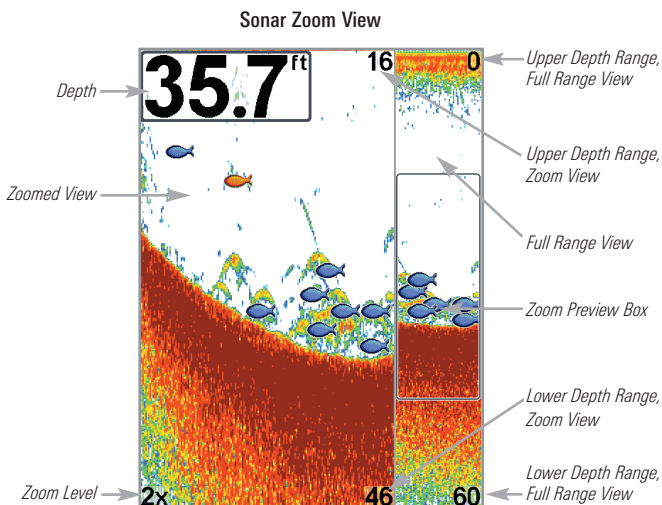 Sonar Zoom View
35.7 ft
16
0
Depth
Upper Depth Range,
Full Range View
Upper Depth Range,
Zoom View
Zoomed View
Full Range View
Zoom Preview Box
Lower Depth Range,
Zoom View
Zoom Level
2x
46
60
Lower Depth Range,
Full Range View